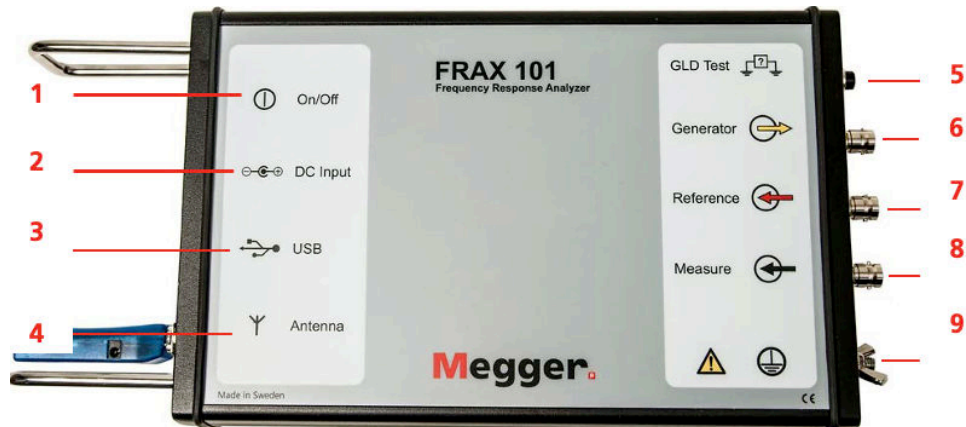 FRAX 101
Frequency Response Analyzer
1
On/Off
2
DC Input
3
USB
4
Antenna
GLD Test
?
5
Generator
6
Reference
7
Measure
8
9
Megger.
Made in Sweden
CE